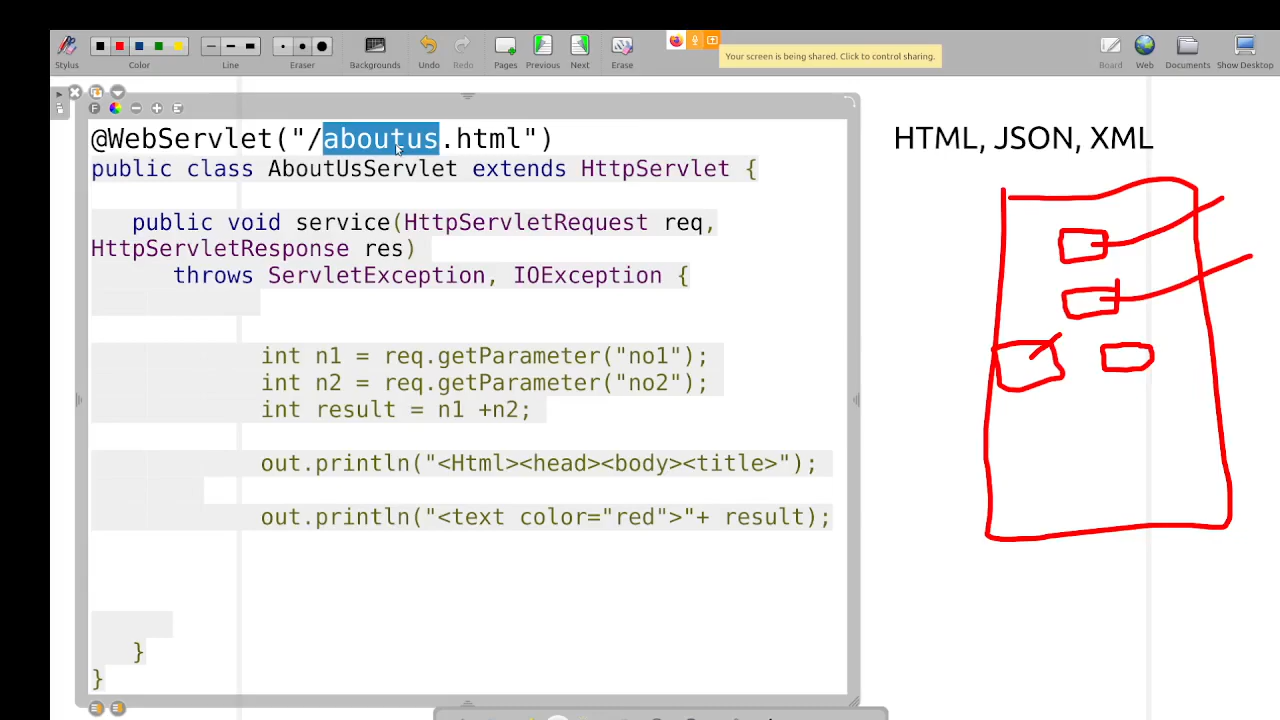 Stylus Color Line Eraser Backgrounds Undo Redo Pages Previous Next Erase Board Web Documents Show Desktop
Your screen is being shared. Click to control sharing.
@WebServlet("/aboutus.html")
public class AboutUsServlet extends HttpServlet {
public void service(HttpServletRequest req,
HttpServletResponse res)
throws ServletException, IOException {
int n1 = req.getParameter("no1");
int n2 = req.getParameter("no2");
int result = n1 +n2;
out.println("<Html><head><body><title>");
out.println("<text color="red">"+ result);
}
}
HTML, JSON, XML